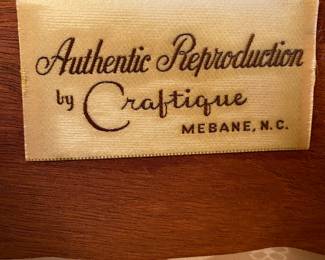 Authentic Reproduction
by Craftique
MEBANE, N.C.